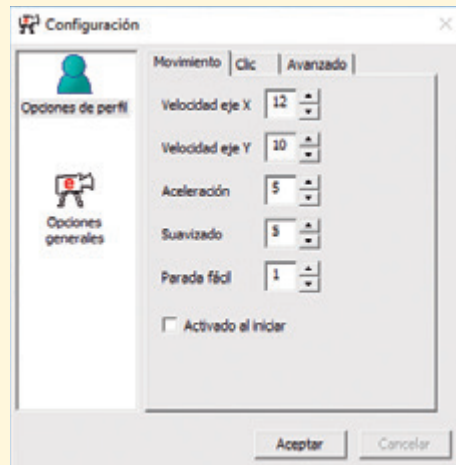 Configuración
Opciones de perfil
e
Opciones
generales
Movimiento Clic Avanzado
Velocidad eje X 12
Velocidad eje Y 10
Aceleración 5
Suavizado 5
Parada fácil 1
Activado al iniciar
Aceptar Cancelar